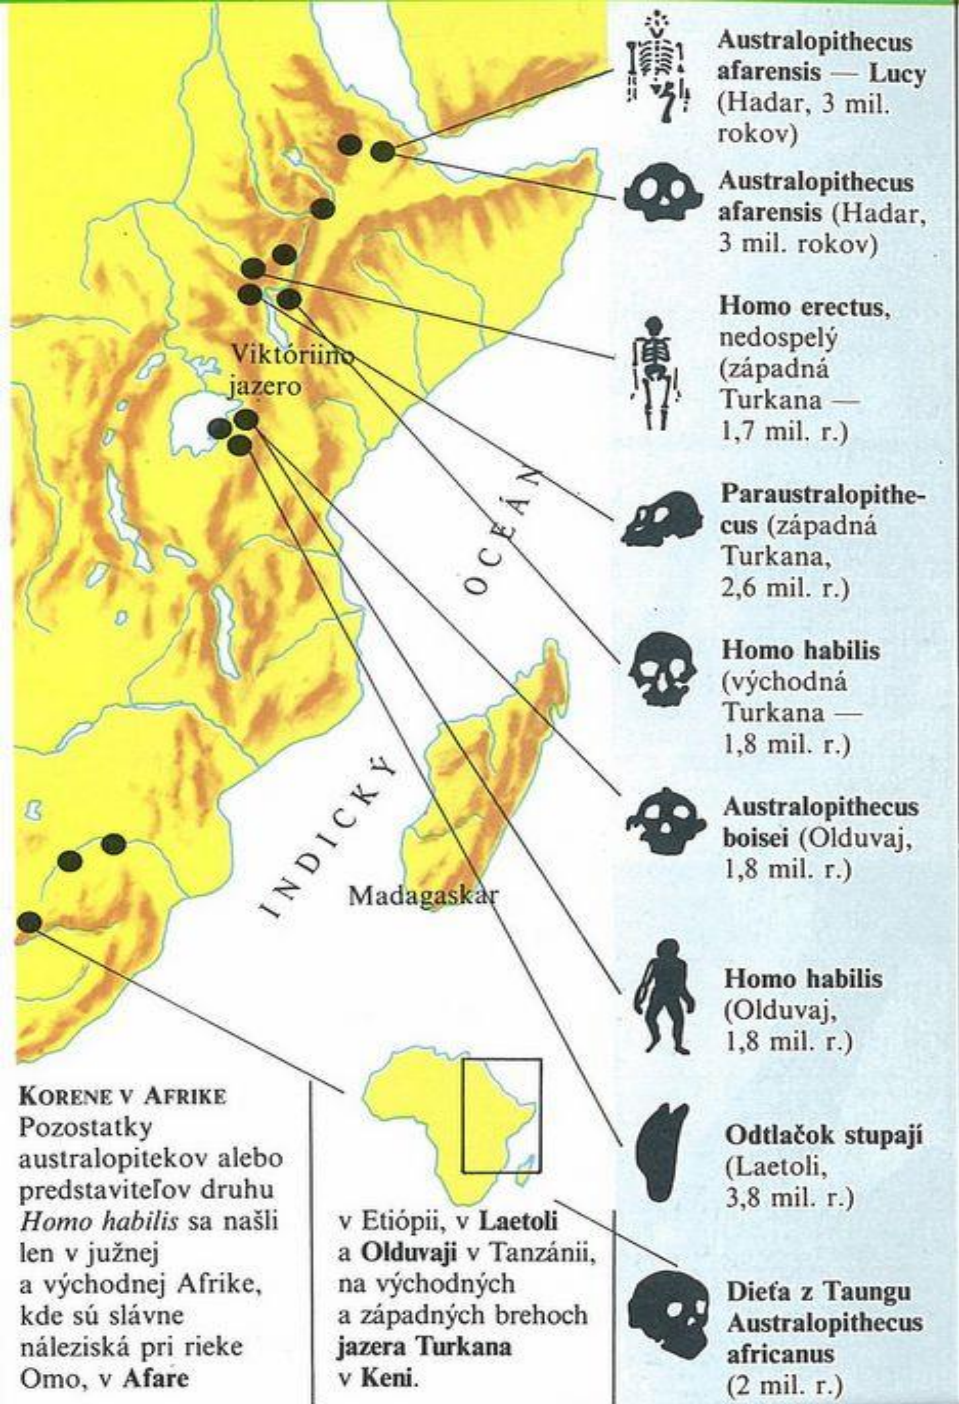 Australopithecus
afarensis — Lucy
(Hadar, 3 mil.
rokov)
Australopithecus
afarensis (Hadar,
3 mil. rokov)
Homo erectus,
nedospelý
(západná
Turkana —
1,7 mil. r.)
Paraustralopithe-
cus (západná
Turkana,
2,6 mil. r.)
Homo habilis
(východná
Turkana —
1,8 mil. r.)
Australopithecus
boisei (Olduvaj,
1,8 mil. r.)
Homo habilis
(Olduvaj,
1,8 mil. r.)
Odtlačok stupají
(Laetoli,
3,8 mil. r.)
Dieťa z Taungu
Australopithecus
africanus
(2 mil. r.)
Viktóriino
jazero
INDICKÝ OCEÁN
Madagaskar
KORENE V AFRIKE
Pozostatky
australopitekov alebo
predstaviteľov druhu
Homo habilis sa našli
len v južnej
a východnej Afrike,
kde sú slávne
náleziská pri rieke
Omo, v Afare
v Etiópii, v Laetoli
a Olduvaji v Tanzánii,
na východných
a západných brehoch
jazera Turkana
v Keni.